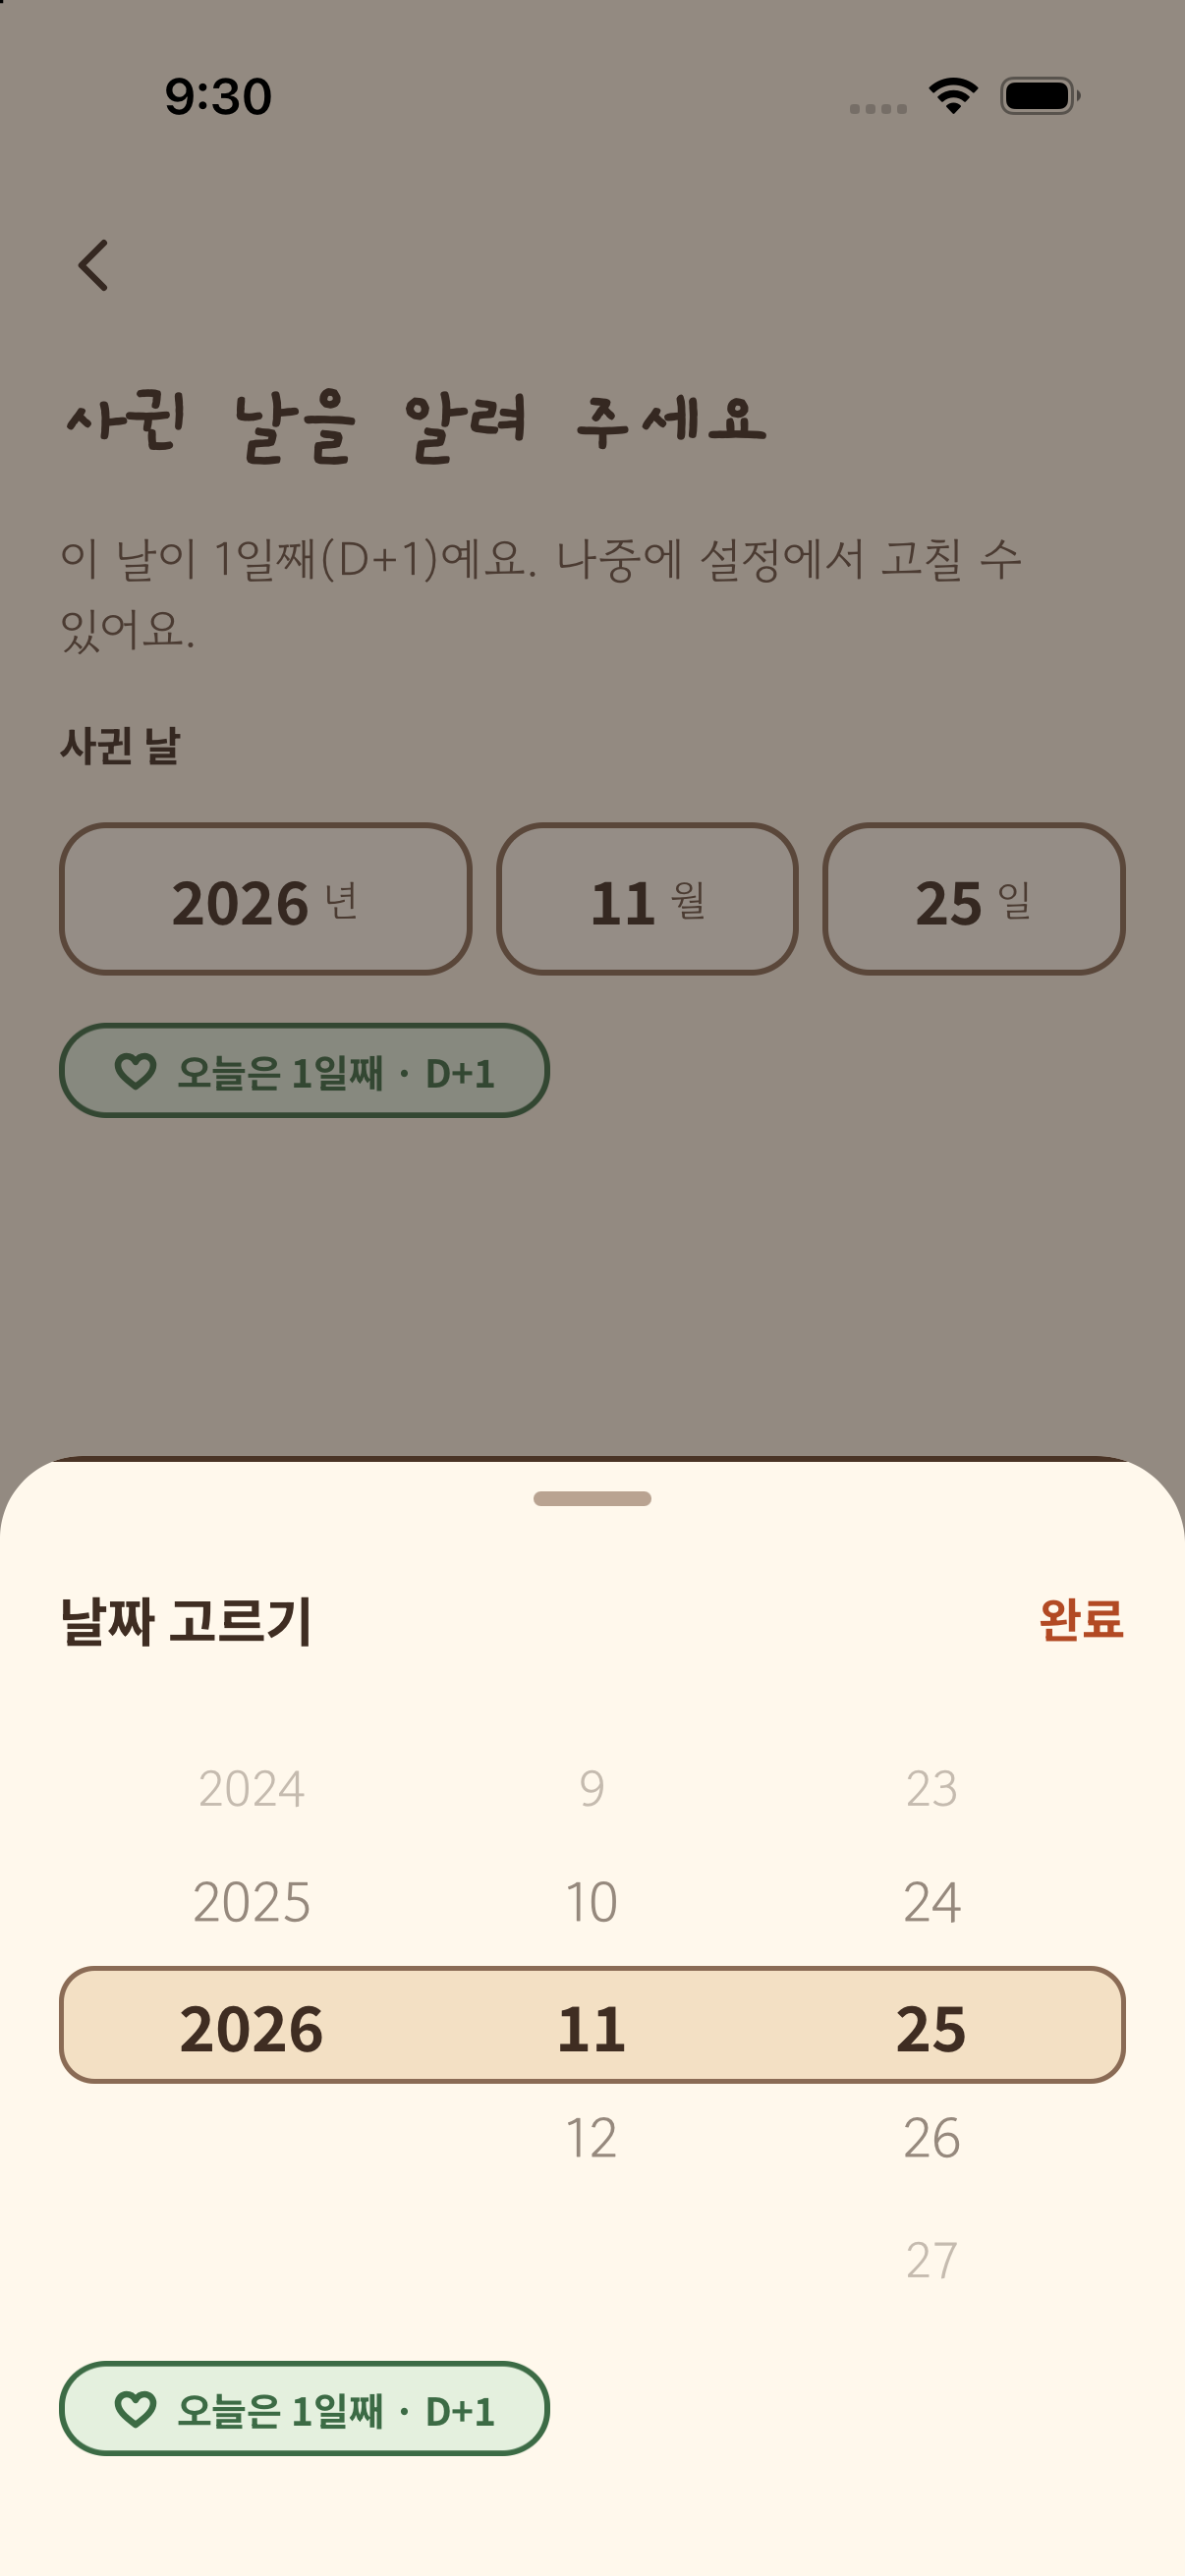 9:30
사귄 날을 알려 주세요
이 날이 1일째(D+1)예요. 나중에 설정에서 고칠 수
있어요.
사귄 날
2026 년 11 월 25 일
오늘은 1일째 · D+1
날짜 고르기 완료
2024 9 23
2025 10 24
2026 11 25
12 26
27
오늘은 1일째 · D+1